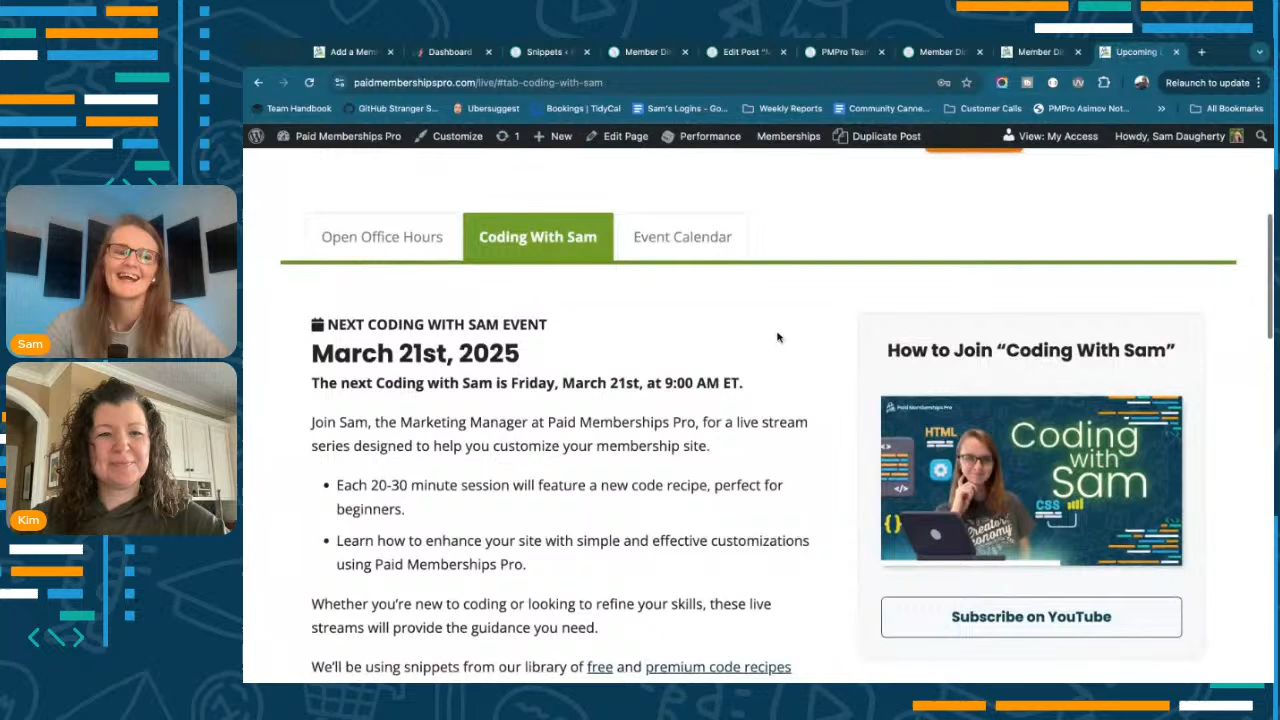 Add a Mem
Dashboard
Snippets
Member Di
Edit Post "
PMPro Team
Member Di
Member Di
Upcoming
paidmembershipspro.com/live/#tab-coding-with-sam
Relaunch to update
Team Handbook
GitHub Stranger S...
Ubersuggest
Bookings | TidyCal
Sam's Logins - Go...
Weekly Reports
Community Canne...
Customer Calls
PMPro Asimov Not...
All Bookmarks
Paid Memberships Pro
Customize
1
New
Edit Page
Performance
Memberships
Duplicate Post
View: My Access
Howdy, Sam Daugherty
Open Office Hours
Coding With Sam
Event Calendar
NEXT CODING WITH SAM EVENT
March 21st, 2025
The next Coding with Sam is Friday, March 21st, at 9:00 AM ET.
Join Sam, the Marketing Manager at Paid Memberships Pro, for a live stream
series designed to help you customize your membership site.
Each 20-30 minute session will feature a new code recipe, perfect for
beginners.
Learn how to enhance your site with simple and effective customizations
using Paid Memberships Pro.
Whether you're new to coding or looking to refine your skills, these live
streams will provide the guidance you need.
We'll be using snippets from our library of free and premium code recipes
How to Join "Coding With Sam"
Paid Memberships Pro
HTML
Coding
with
Sam
CSS
Creator
Economy
Subscribe on YouTube
Sam
Kim